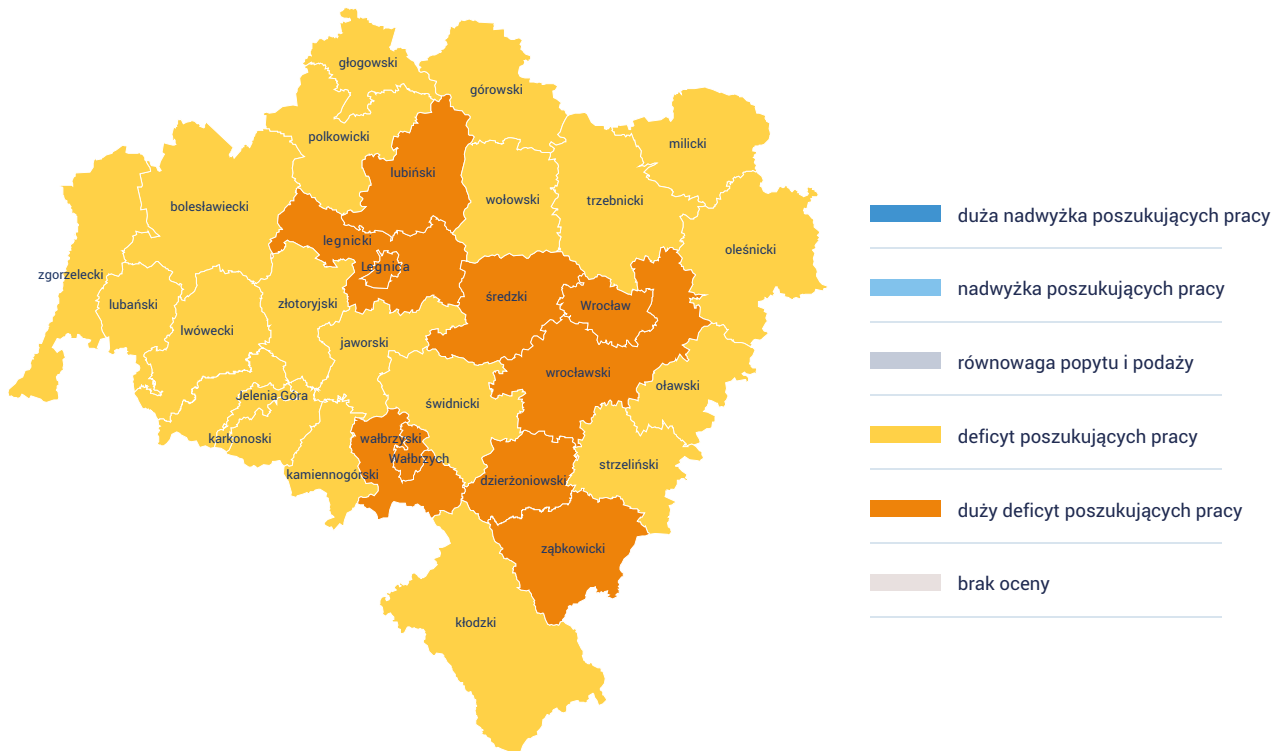 głogowski
górowski
polkowicki
milicki
lubiński
bolesławiecki
wołowski
trzebnicki
legnicki
oleśnicki
Legnica
zgorzelecki
lubański
złotoryjski
średzki
Wrocław
lwówecki
jaworski
wrocławski
oławski
Jelenia Góra
świdnicki
karkonoski
wałbrzyski
Wałbrzych
kamiennogórski
dzierżoniowski
strzeliński
ząbkowicki
kłodzki
duża nadwyżka poszukujących pracy
nadwyżka poszukujących pracy
równowaga popytu i podaży
deficyt poszukujących pracy
duży deficyt poszukujących pracy
brak oceny